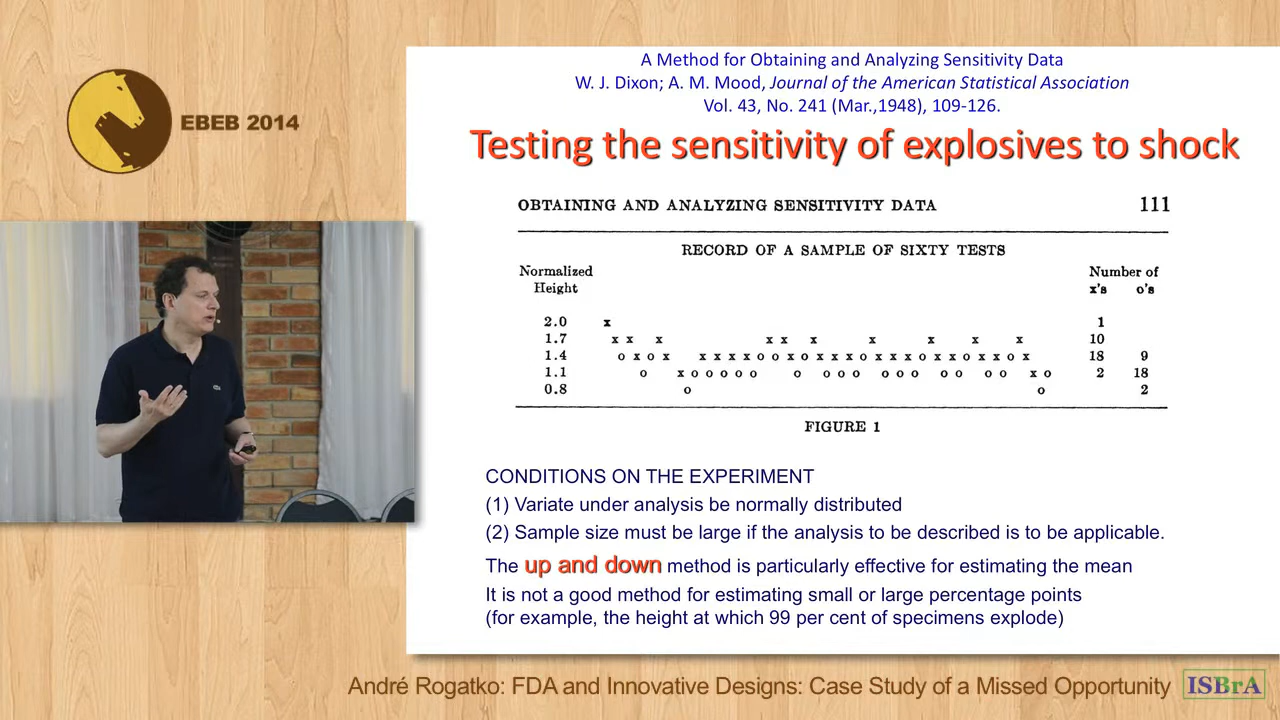 A Method for Obtaining and Analyzing Sensitivity Data
W. J. Dixon; A. M. Mood, Journal of the American Statistical Association
Vol. 43, No. 241 (Mar.,1948), 109-126.
EBEB 2014
Testing the sensitivity of explosives to shock
OBTAINING AND ANALYZING SENSITIVITY DATA 111
RECORD OF A SAMPLE OF SIXTY TESTS
Normalized Number of
Height x's o's
2.0 x 1
1.7 x x x x x x x x x x 10
1.4 o x o x x x x x o o x o x x x o x x x o x x o x x o x 18 9
1.1 o x o o o o o o o o o o o o o o o o x o 2 18
0.8 o o 2
FIGURE 1
CONDITIONS ON THE EXPERIMENT
(1) Variate under analysis be normally distributed
(2) Sample size must be large if the analysis to be described is to be applicable.
The up and down method is particularly effective for estimating the mean
It is not a good method for estimating small or large percentage points
(for example, the height at which 99 per cent of specimens explode)
André Rogatko: FDA and Innovative Designs: Case Study of a Missed Opportunity ISBrA